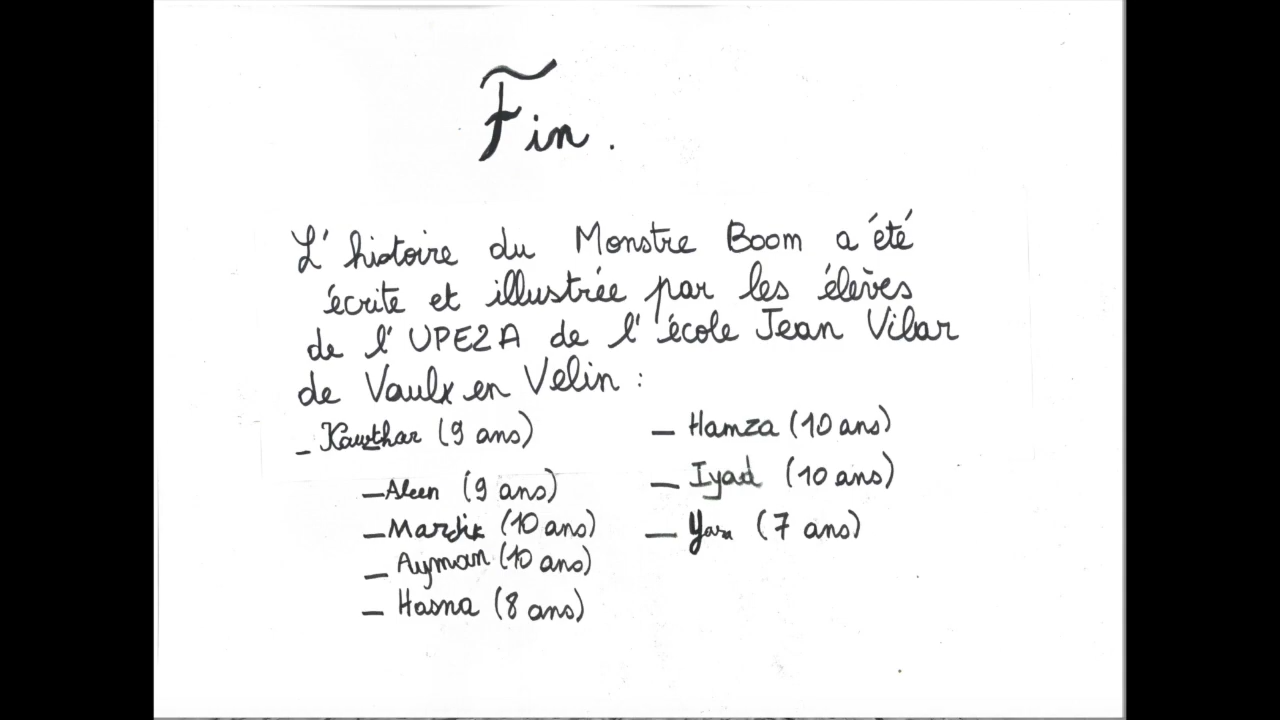 Fin.
L'histoire du Monstre Boom a été
écrite et illustrée par les élèves
de l'UPE2A de l'école Jean Vilar
de Vaulx en Velin :
- Kawthar (9 ans)
- Aleen (9 ans)
- Mardik (10 ans)
- Ayman (10 ans)
- Hasna (8 ans)
- Hamza (10 ans)
- Iyad (10 ans)
- Yara (7 ans)